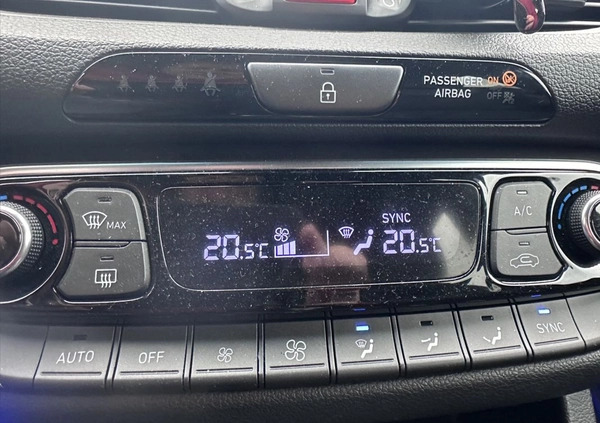 PASSENGER ON
AIRBAG OFF
MAX
SYNC
20.5°C
20.5°C
A/C
AUTO
OFF
SYNC